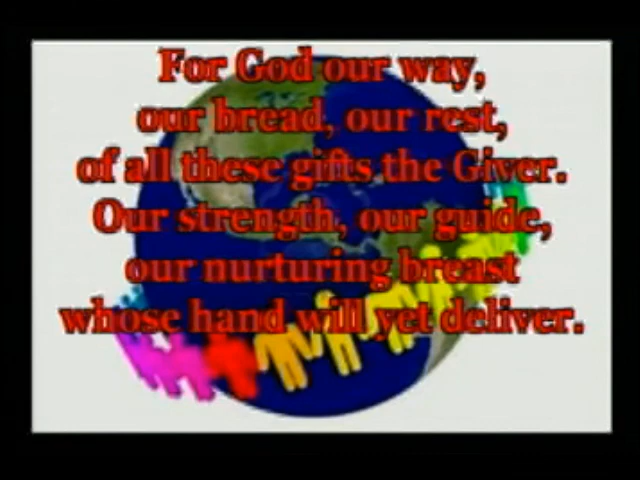 For God our way,
our bread, our rest,
of all these gifts the Giver.
Our strength, our guide,
our nurturing breast
whose hand will yet deliver.